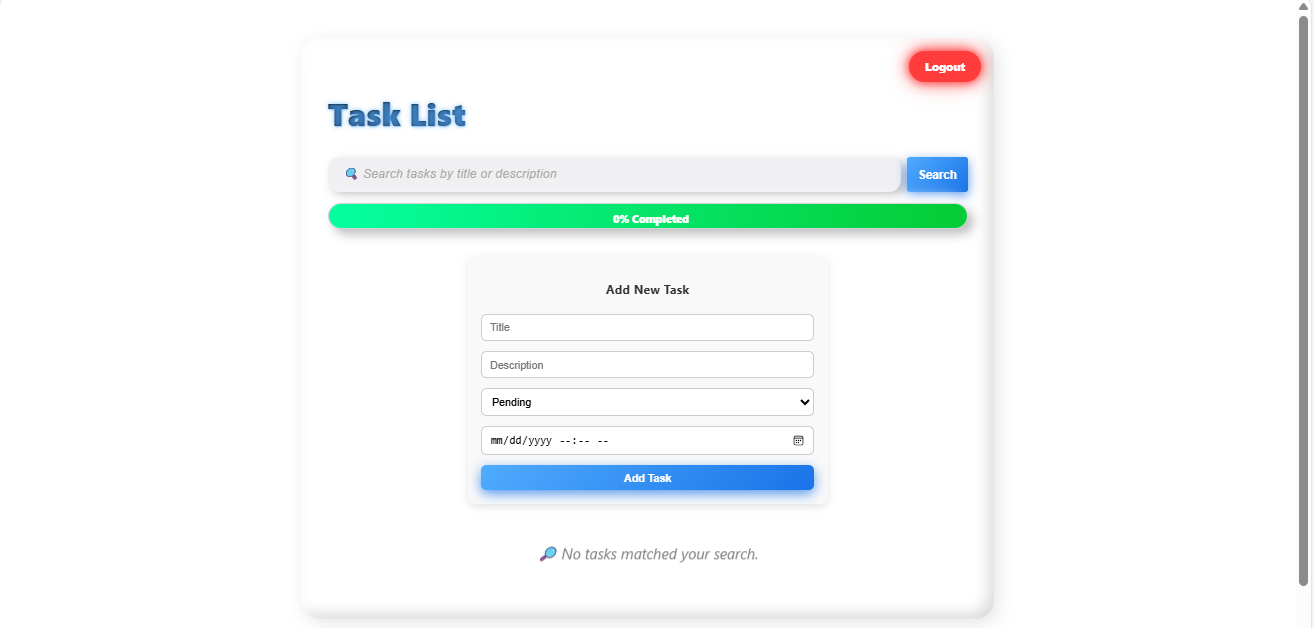 Logout
Task List
🔍 Search tasks by title or description
Search
0% Completed
Add New Task
Title
Description
Pending
mm/dd/yyyy --:-- --
Add Task
🔎 No tasks matched your search.